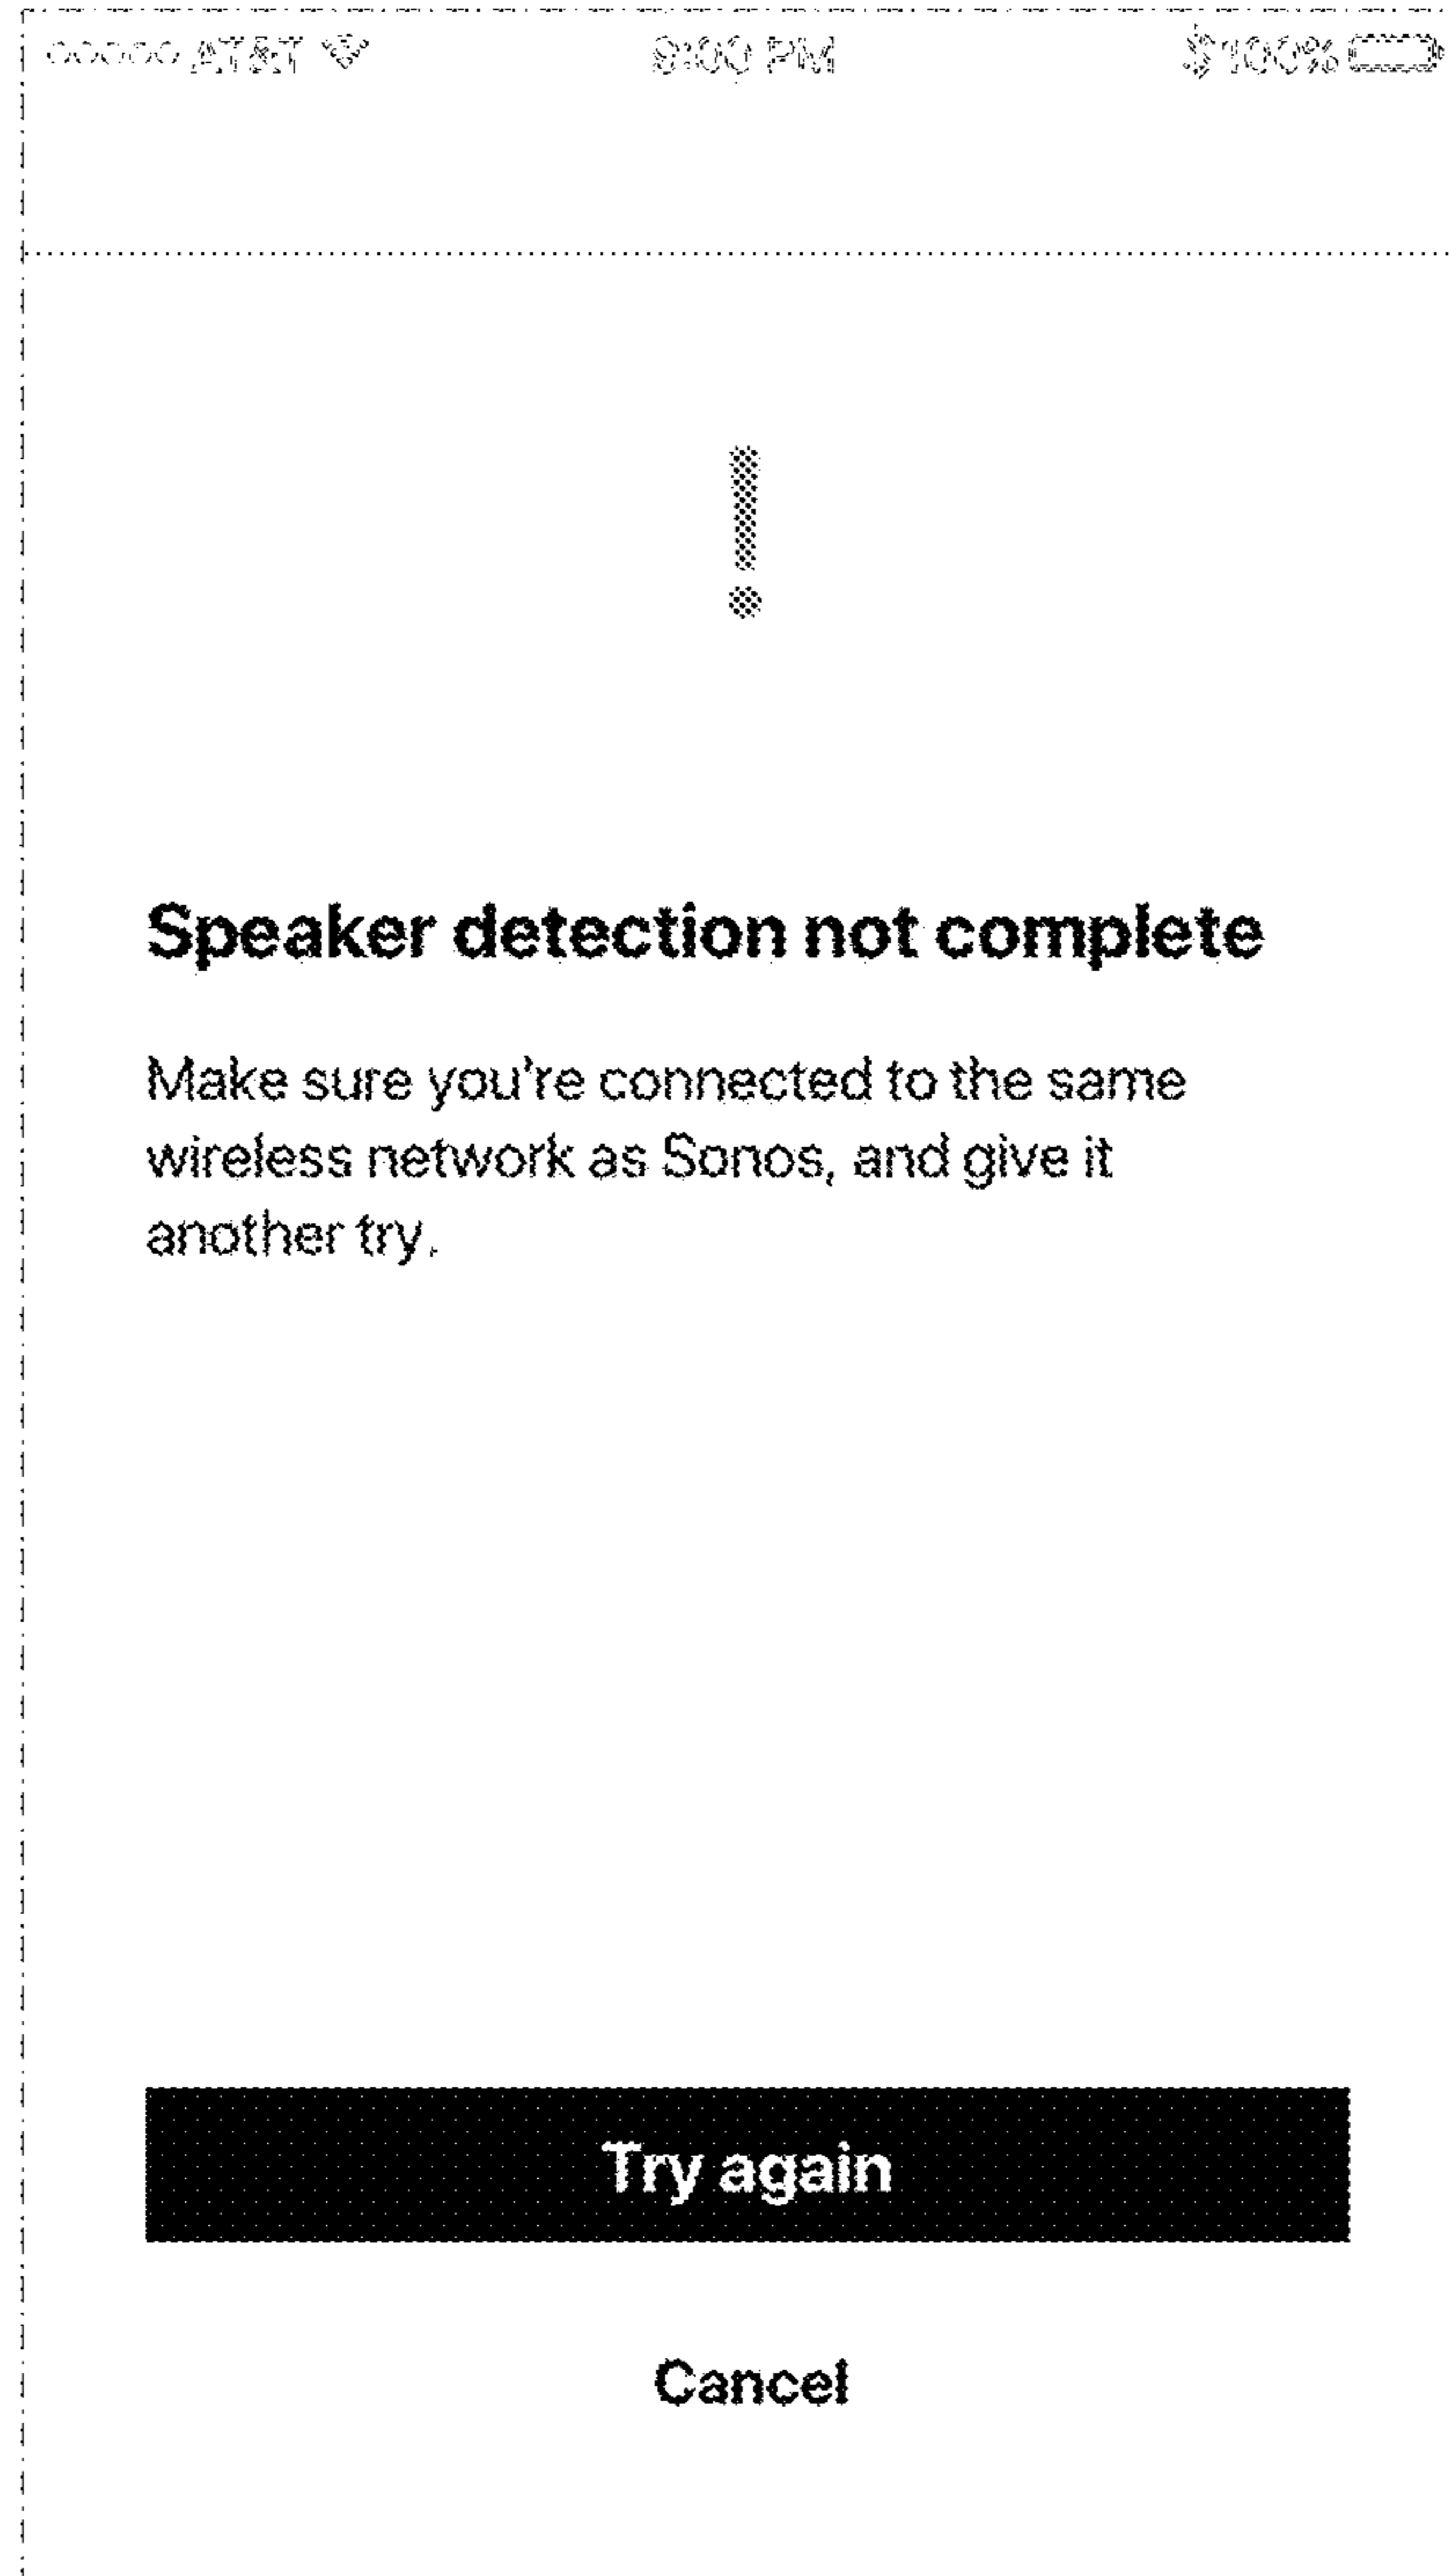 AT&T 9:00 PM 100%
Speaker detection not complete
Make sure you're connected to the same
wireless network as Sonos, and give it
another try.
Try again
Cancel